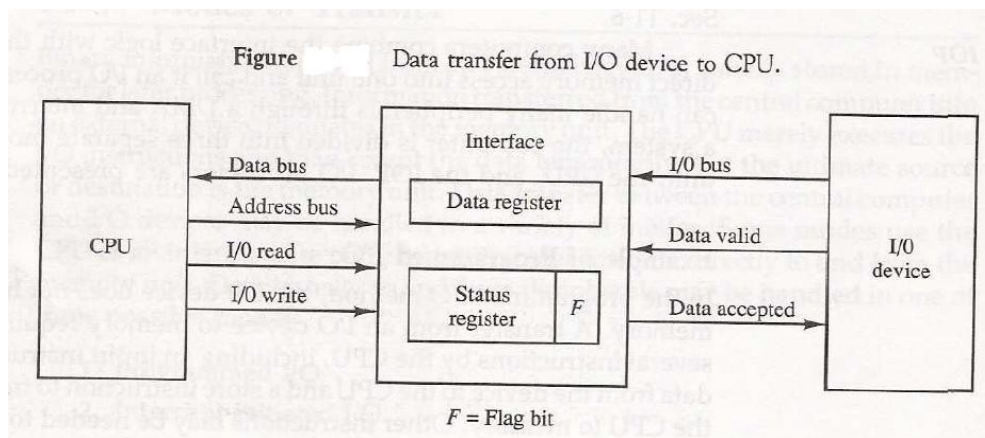 Figure Data transfer from I/O device to CPU.
CPU
Data bus
Address bus
I/O read
I/O write
Interface
Data register
Status
register
F
I/O bus
Data valid
Data accepted
I/O
device
F = Flag bit